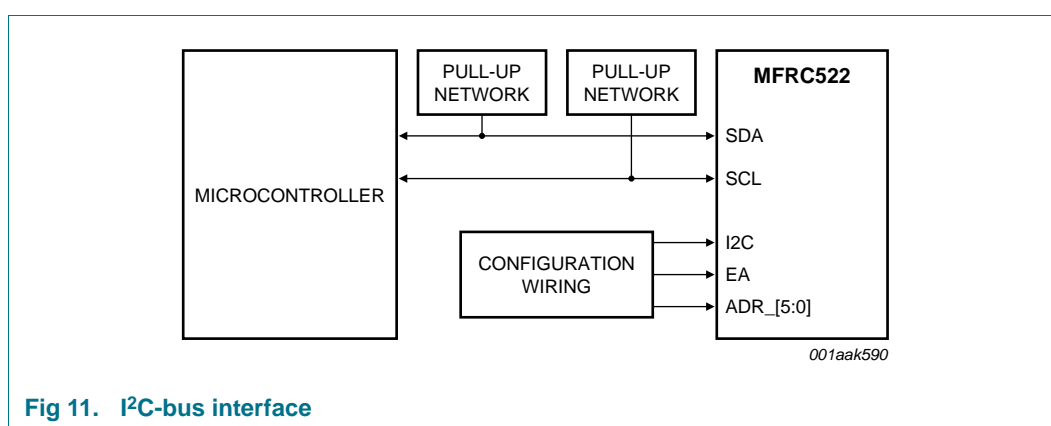 PULL-UP
NETWORK
PULL-UP
NETWORK
MFRC522
SDA
SCL
MICROCONTROLLER
I2C
CONFIGURATION
WIRING
EA
ADR_[5:0]
001aak590
Fig 11. I²C-bus interface